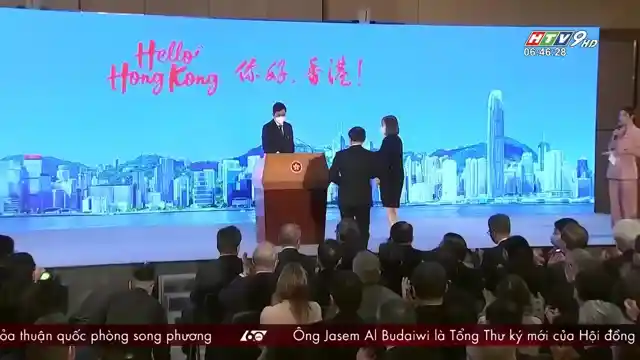 Hello
Hong Kong 你好，香港！
HTV9HD
06:46:28
ỏa thuận quốc phòng song phương 60 Ông Jasem Al Budaiwi là Tổng Thư ký mới của Hội đồng